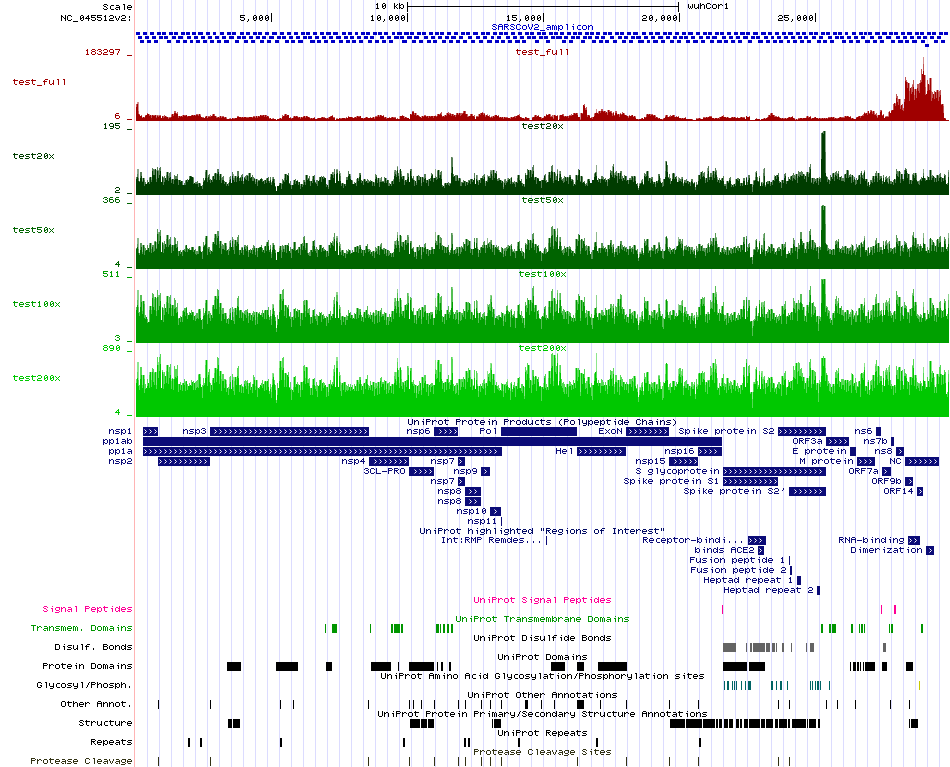 Scale 10 kb wuhCor1
NC_045512v2: 5,000 10,000 15,000 20,000 25,000
SARSCoV2_amplicon
183297 _ test_full
test_full
6 _
195 _ test20x
test20x
2 _
366 _ test50x
test50x
4 _
511 _ test100x
test100x
3 _
890 _ test200x
test200x
4 _
UniProt Protein Products (Polypeptide Chains)
nsp1 nsp3 nsp6 Pol ExoN Spike protein S2 ns6
pp1ab ORF3a ns7b
pp1a Hel nsp16 E protein ns8
nsp2 nsp4 nsp7 nsp15 M protein NC
3CL-PRO nsp9 S glycoprotein ORF7a
nsp7 Spike protein S1 ORF9b
nsp8 Spike protein S2' ORF14
nsp8
nsp10
nsp11
UniProt highlighted "Regions of Interest"
Int:RMP Remdes... Receptor-bindi... RNA-binding
binds ACE2 Dimerization
Fusion peptide 1
Fusion peptide 2
Heptad repeat 1
Heptad repeat 2
UniProt Signal Peptides
Signal Peptides
UniProt Transmembrane Domains
Transmem. Domains
UniProt Disulfide Bonds
Disulf. Bonds
UniProt Domains
Protein Domains
UniProt Amino Acid Glycosylation/Phosphorylation sites
Glycosyl/Phosph.
UniProt Other Annotations
Other Annot.
UniProt Protein Primary/Secondary Structure Annotations
Structure
UniProt Repeats
Repeats
Protease Cleavage Sites
Protease Cleavage